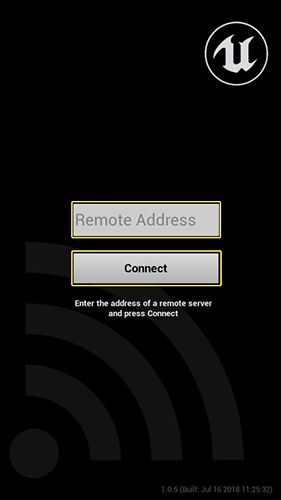 Remote Address
Connect
Enter the address of a remote server
and press Connect
1.0.5 (Built: Jul 16 2018 11:25:32)